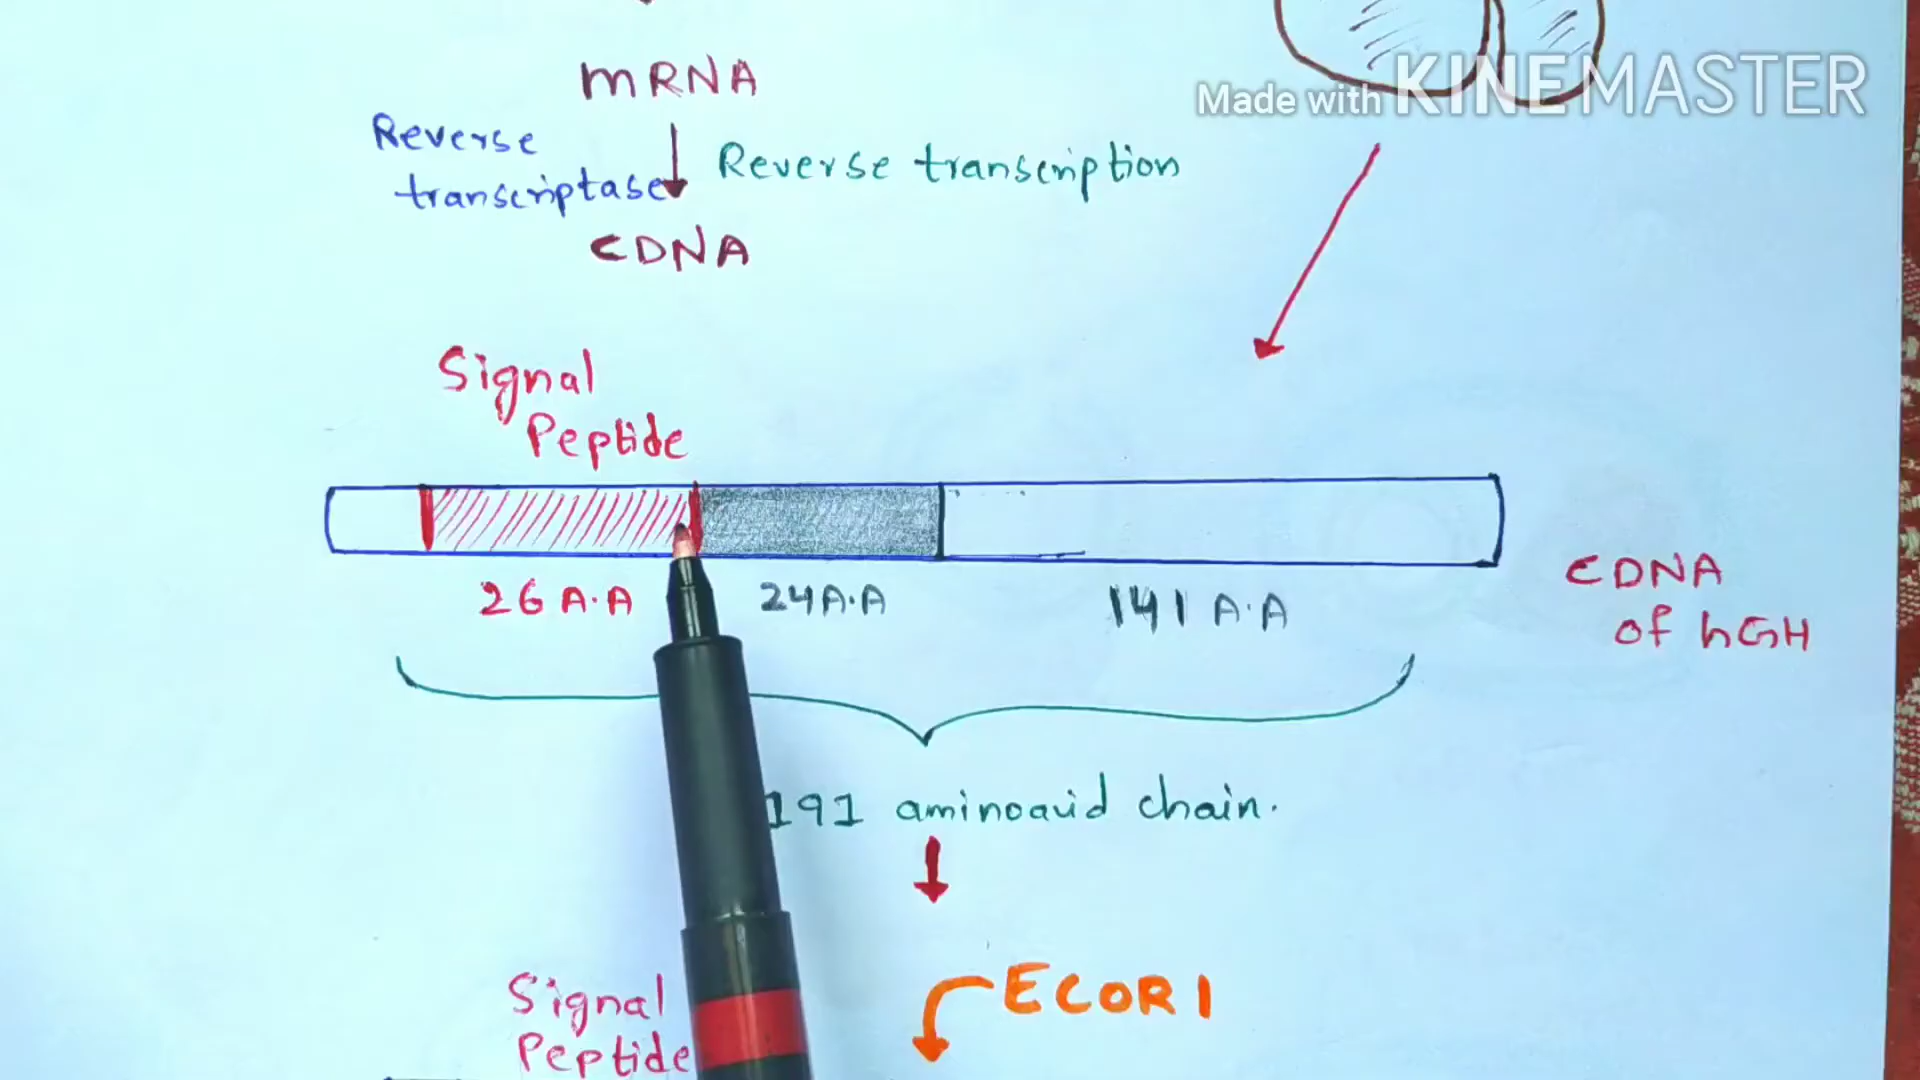 mRNA
Made with KINEMASTER
Reverse
transcriptase
Reverse transcription
CDNA
Signal
Peptide
26 A.A
24A.A
141 A.A
CDNA
of hGH
191 aminoacid chain.
ECOR1
Signal
Peptide